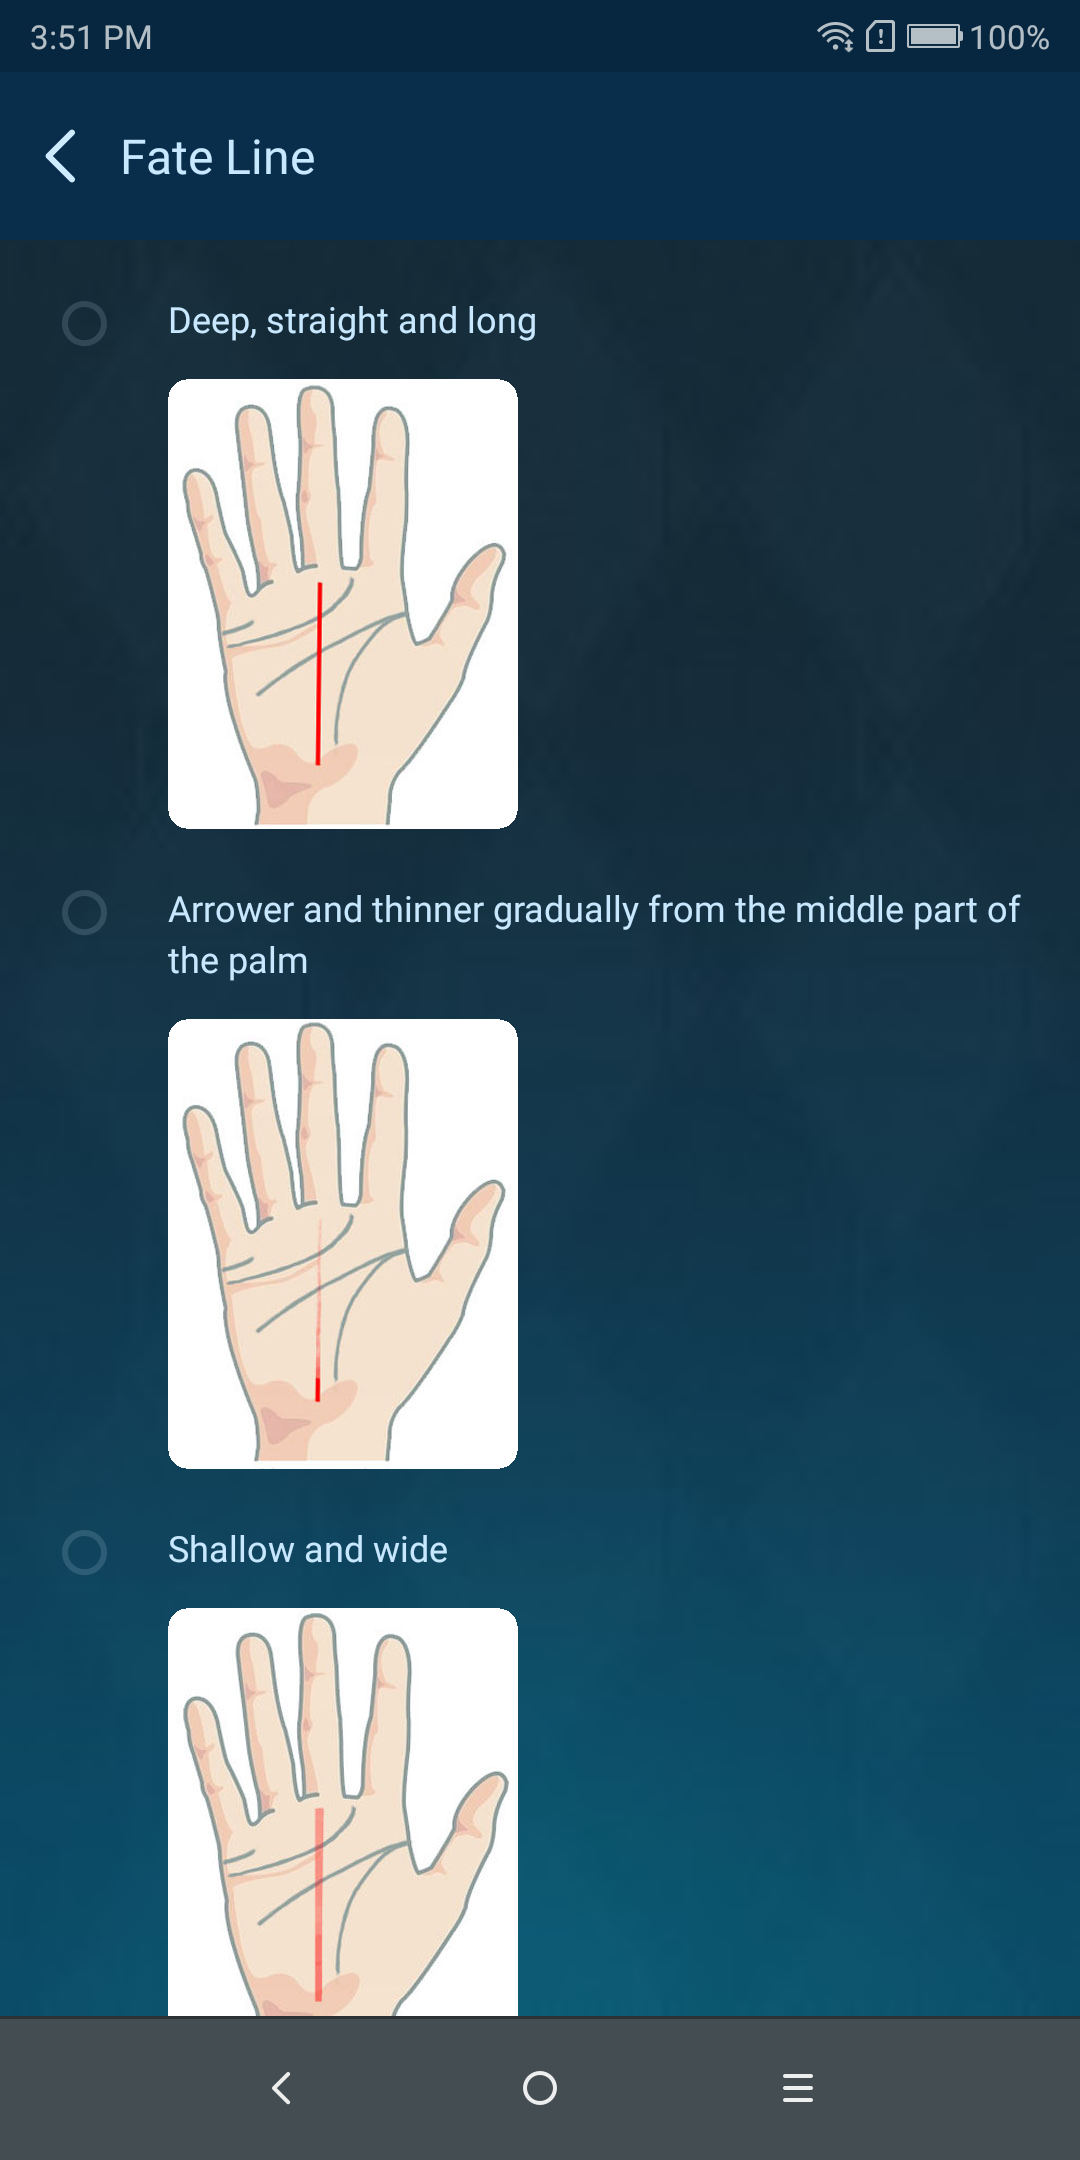 3:51 PM
100%
Fate Line
Deep, straight and long
Arrower and thinner gradually from the middle part of
the palm
Shallow and wide